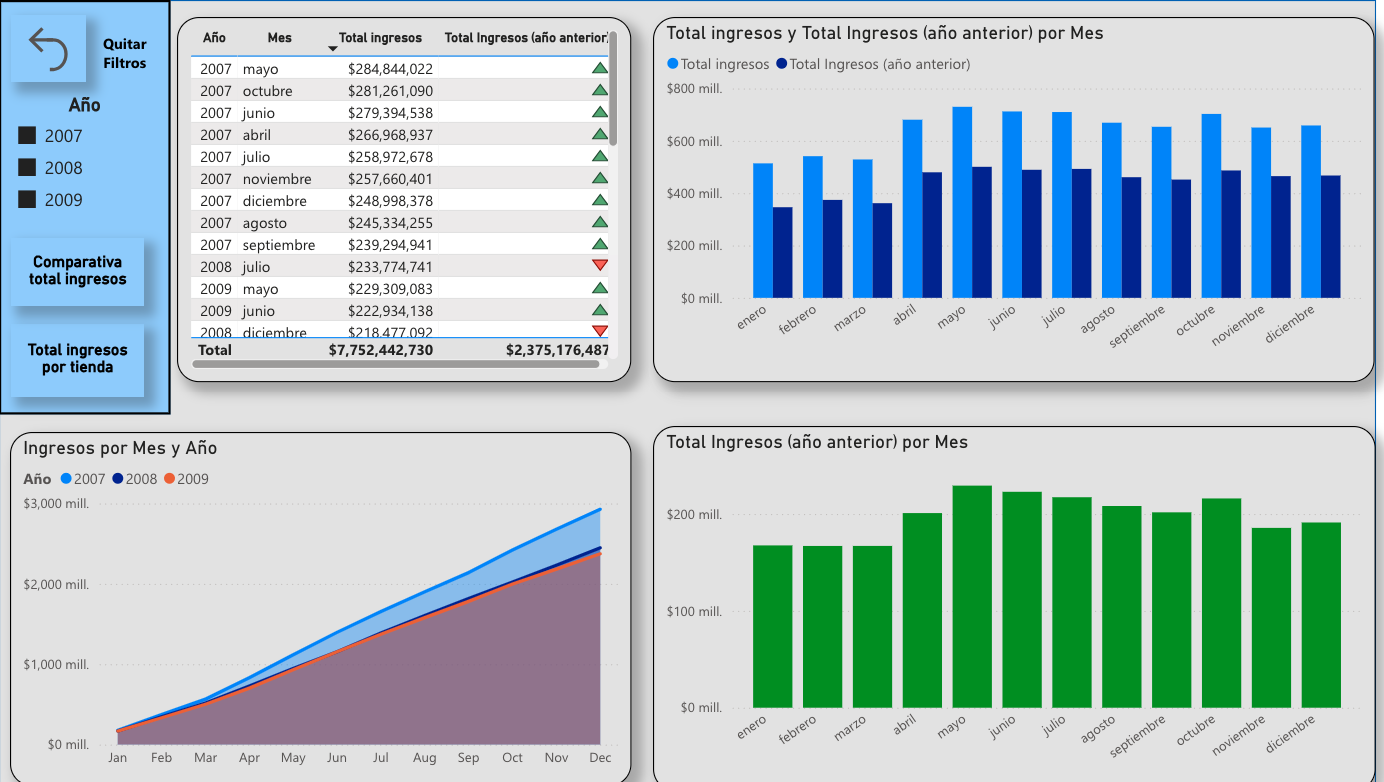 Quitar
Filtros
Año
2007
2008
2009
Comparativa
total ingresos
Total ingresos
por tienda
Año Mes Total ingresos Total Ingresos (año anterior)
2007 mayo $284,844,022
2007 octubre $281,261,090
2007 junio $279,394,538
2007 abril $266,968,937
2007 julio $258,972,678
2007 noviembre $257,660,401
2007 diciembre $248,998,378
2007 agosto $245,334,255
2007 septiembre $239,294,941
2008 julio $233,774,741
2009 mayo $229,309,083
2009 junio $222,934,138
2008 diciembre $218,477,092
Total $7,752,442,730 $2,375,176,487
Total ingresos y Total Ingresos (año anterior) por Mes
Total ingresos Total Ingresos (año anterior)
$800 mill.
$600 mill.
$400 mill.
$200 mill.
$0 mill.
enero febrero marzo abril mayo junio julio agosto septiembre octubre noviembre diciembre
Ingresos por Mes y Año
Año 2007 2008 2009
$3,000 mill.
$2,000 mill.
$1,000 mill.
$0 mill.
Jan Feb Mar Apr May Jun Jul Aug Sep Oct Nov Dec
Total Ingresos (año anterior) por Mes
$200 mill.
$100 mill.
$0 mill.
enero febrero marzo abril mayo junio julio agosto septiembre octubre noviembre diciembre